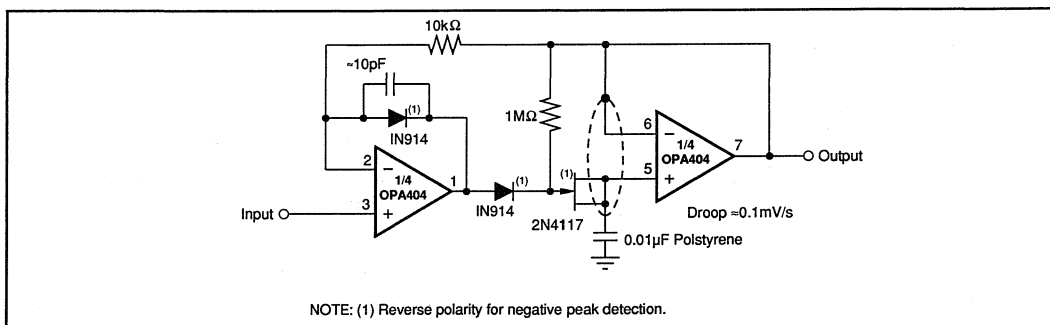 10kΩ
≈10pF
(1)
IN914
1MΩ
2
–
1/4
OPA404
1
3
+
Input
(1)
IN914
(1)
2N4117
6
–
1/4
OPA404
7
5
+
Output
Droop ≈0.1mV/s
0.01µF Polstyrene
NOTE: (1) Reverse polarity for negative peak detection.